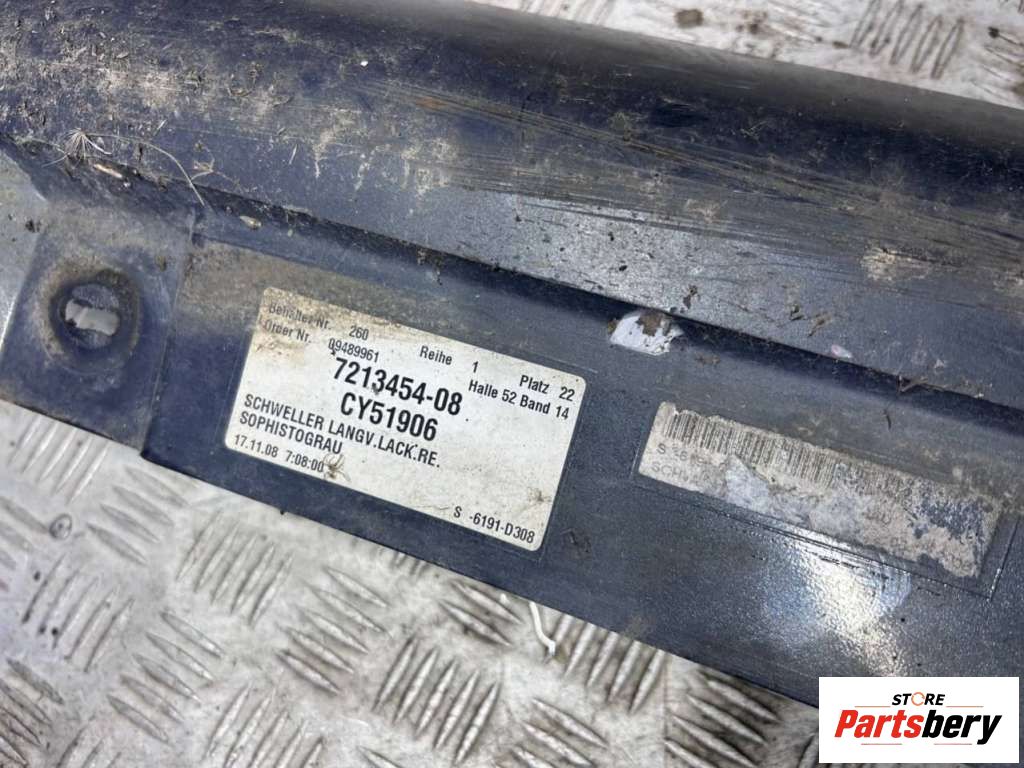 Behälter Nr. 260 Reihe 1 Platz 22
Order Nr. 09489961 Halle 52 Band 14
7213454-08
CY51906
SCHWELLER LANGV.LACK.RE.
SOPHISTOGRAU
17.11.08 7:08:00
S -6191-D308
STORE
Partsbery